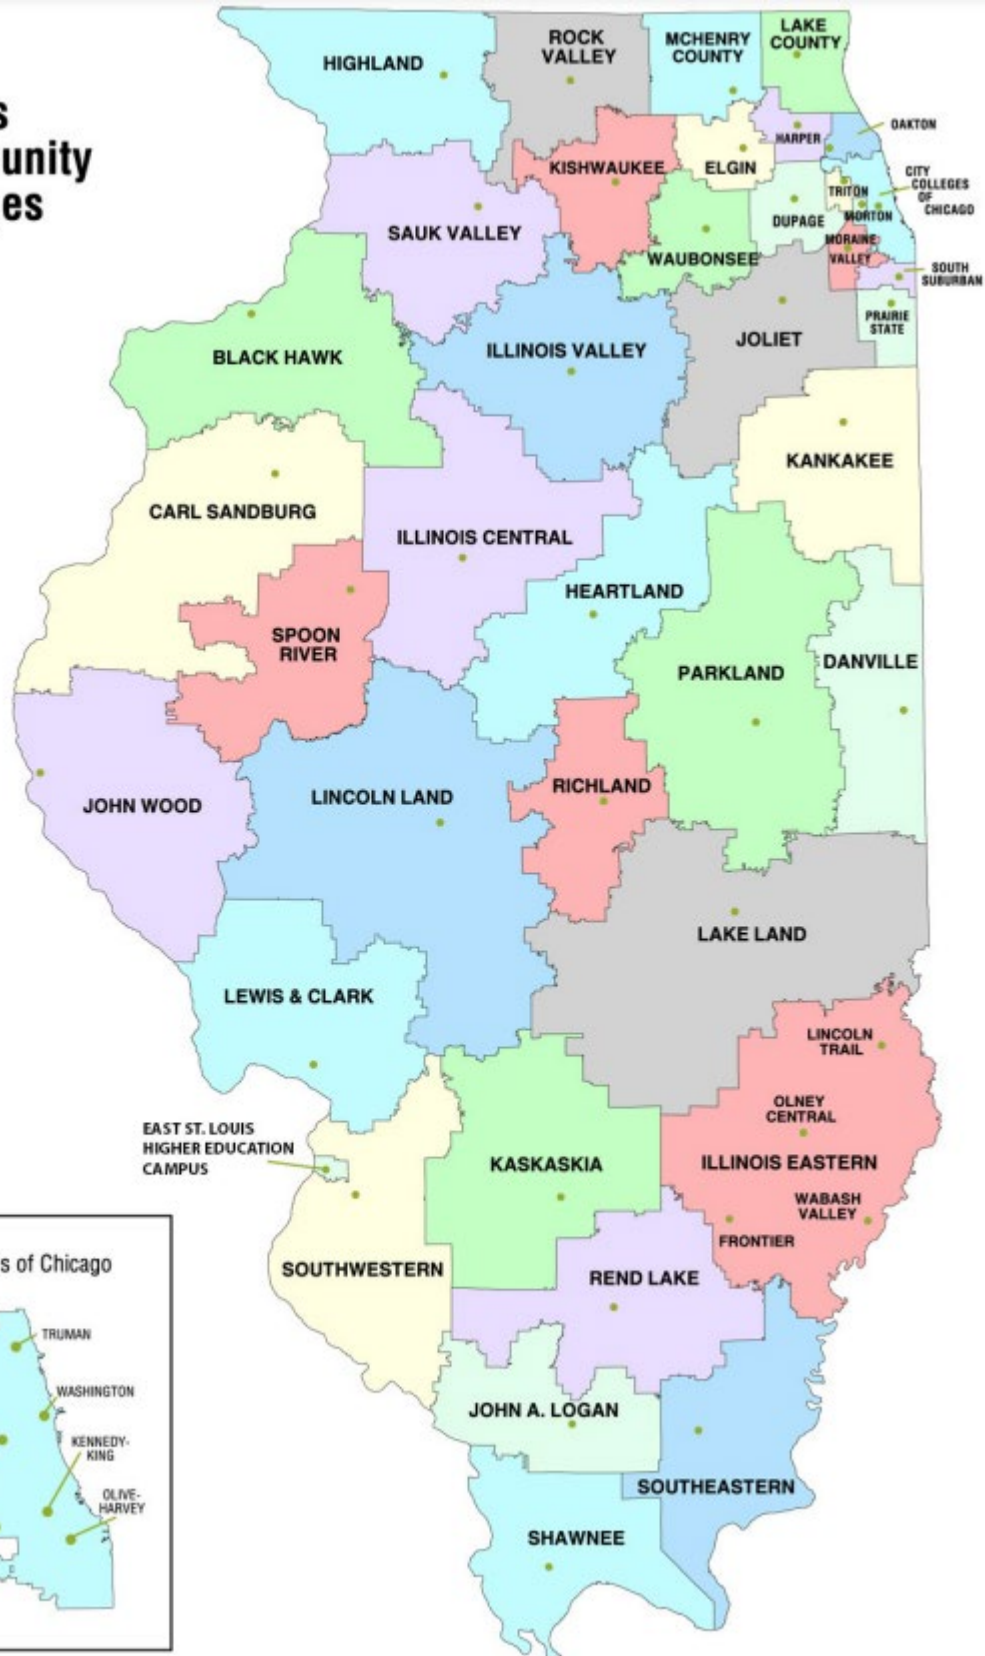 s
unity
es
HIGHLAND
ROCK
VALLEY
MCHENRY
COUNTY
LAKE
COUNTY
OAKTON
HARPER
KISHWAUKEE
ELGIN
CITY
COLLEGES
OF
CHICAGO
TRITON
MORTON
DUPAGE
SAUK VALLEY
WAUBONSEE
MORAINE
VALLEY
SOUTH
SUBURBAN
PRAIRIE
STATE
JOLIET
BLACK HAWK
ILLINOIS VALLEY
KANKAKEE
CARL SANDBURG
ILLINOIS CENTRAL
HEARTLAND
SPOON
RIVER
PARKLAND
DANVILLE
JOHN WOOD
LINCOLN LAND
RICHLAND
LAKE LAND
LEWIS & CLARK
LINCOLN
TRAIL
OLNEY
CENTRAL
EAST ST. LOUIS
HIGHER EDUCATION
CAMPUS
KASKASKIA
ILLINOIS EASTERN
WABASH
VALLEY
FRONTIER
SOUTHWESTERN
REND LAKE
JOHN A. LOGAN
SOUTHEASTERN
SHAWNEE
s of Chicago
TRUMAN
WASHINGTON
KENNEDY-
KING
OLIVE-
HARVEY